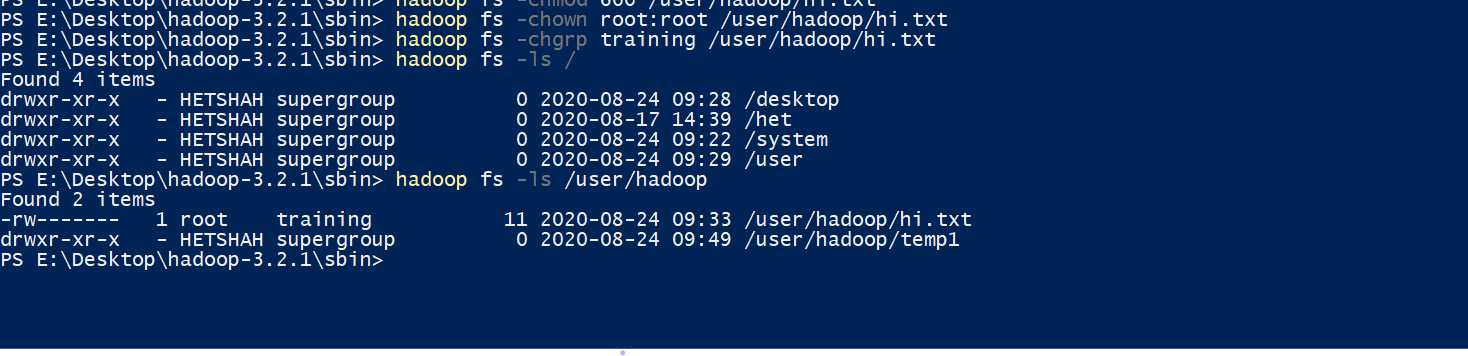 PS E:\Desktop\hadoop-3.2.1\sbin> hadoop fs -chmod 600 /user/hadoop/hi.txt
PS E:\Desktop\hadoop-3.2.1\sbin> hadoop fs -chown root:root /user/hadoop/hi.txt
PS E:\Desktop\hadoop-3.2.1\sbin> hadoop fs -chgrp training /user/hadoop/hi.txt
PS E:\Desktop\hadoop-3.2.1\sbin> hadoop fs -ls /
Found 4 items
drwxr-xr-x   - HETSHAH supergroup          0 2020-08-24 09:28 /desktop
drwxr-xr-x   - HETSHAH supergroup          0 2020-08-17 14:39 /het
drwxr-xr-x   - HETSHAH supergroup          0 2020-08-24 09:22 /system
drwxr-xr-x   - HETSHAH supergroup          0 2020-08-24 09:29 /user
PS E:\Desktop\hadoop-3.2.1\sbin> hadoop fs -ls /user/hadoop
Found 2 items
-rw-------   1 root    training           11 2020-08-24 09:33 /user/hadoop/hi.txt
drwxr-xr-x   - HETSHAH supergroup          0 2020-08-24 09:49 /user/hadoop/temp1
PS E:\Desktop\hadoop-3.2.1\sbin>